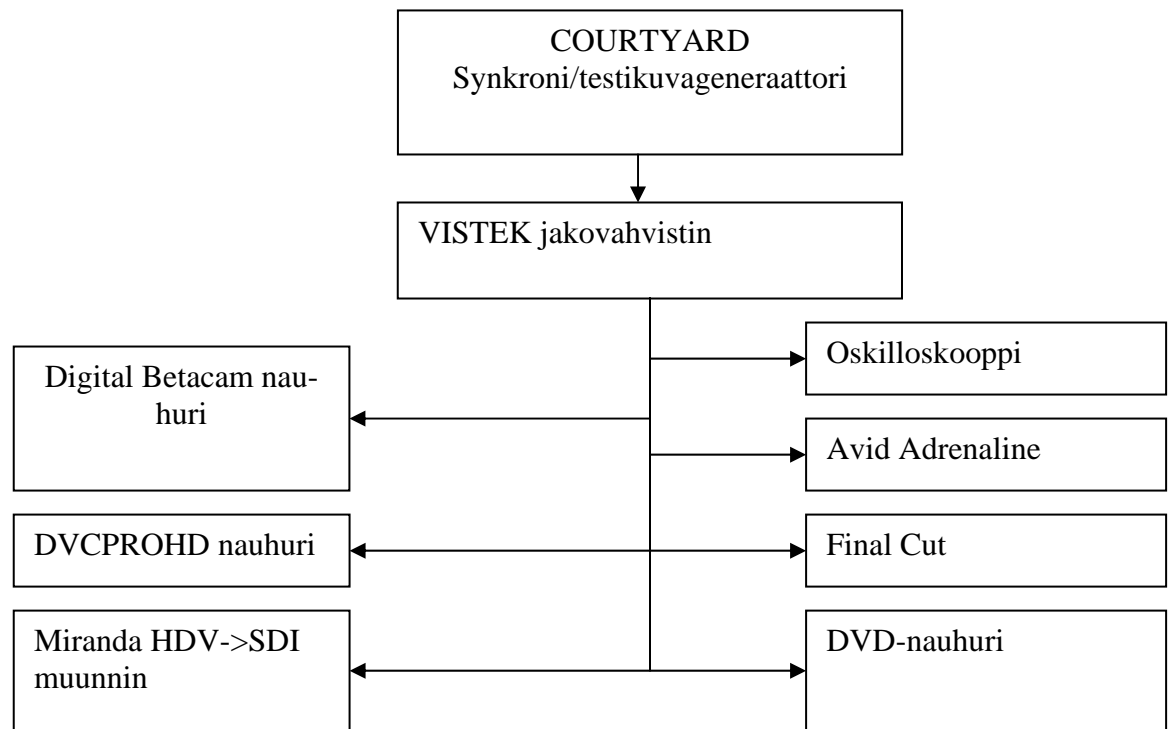 COURTYARD
Synkroni/testikuvageneraattori
VISTEK jakovahvistin
Oskilloskooppi
Digital Betacam nau-
huri
Avid Adrenaline
DVCPROHD nauhuri
Final Cut
Miranda HDV->SDI
muunnin
DVD-nauhuri